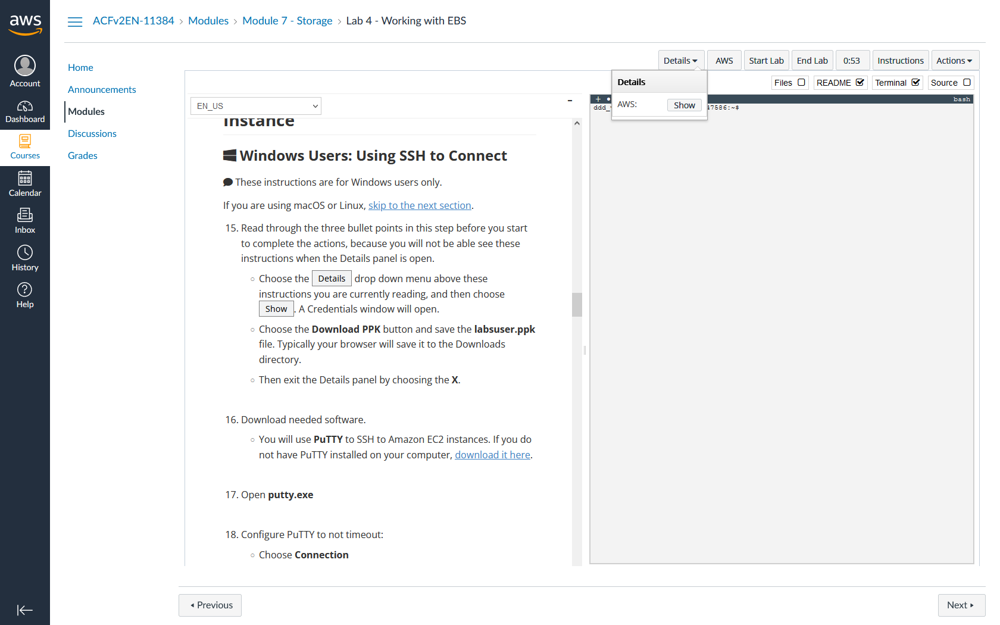 aws
ACFv2EN-11384 > Modules > Module 7 - Storage > Lab 4 - Working with EBS
Account
Dashboard
Courses
Calendar
Inbox
History
Help
Home
Announcements
Modules
Discussions
Grades
Details AWS Start Lab End Lab 0:53 Instructions Actions
Files README Terminal Source
Details
AWS: Show
EN_US
+ bash
ddd_ 47586:~$
Instance
Windows Users: Using SSH to Connect
These instructions are for Windows users only.
If you are using macOS or Linux, skip to the next section.
15. Read through the three bullet points in this step before you start
to complete the actions, because you will not be able see these
instructions when the Details panel is open.
Choose the Details drop down menu above these
instructions you are currently reading, and then choose
Show. A Credentials window will open.
Choose the Download PPK button and save the labsuser.ppk
file. Typically your browser will save it to the Downloads
directory.
Then exit the Details panel by choosing the X.
16. Download needed software.
You will use PuTTY to SSH to Amazon EC2 instances. If you do
not have PuTTY installed on your computer, download it here.
17. Open putty.exe
18. Configure PuTTY to not timeout:
Choose Connection
Previous
Next